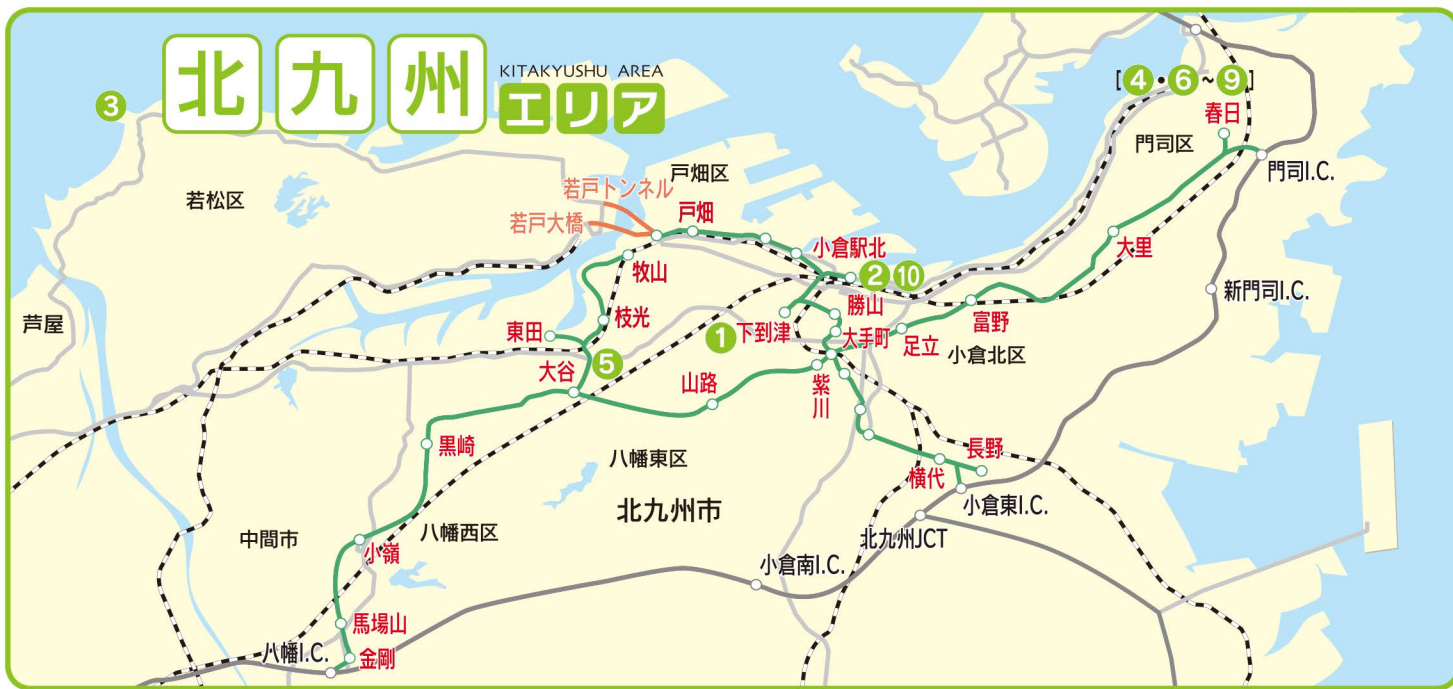 北九州
KITAKYUSHU AREA
エリア
③
[④・⑥~⑨]
春日
門司区
門司I.C.
戸畑区
若戸トンネル
若松区
若戸大橋
戸畑
小倉駅北
大里
牧山
②⑩
新門司I.C.
勝山
芦屋
東田
枝光
①
下到津
大手町
足立
富野
小倉北区
大谷
⑤
山路
紫川
黒崎
八幡東区
横代
長野
北九州市
小倉東I.C.
中間市
八幡西区
小嶺
北九州JCT
小倉南I.C.
馬場山
八幡I.C.
金剛